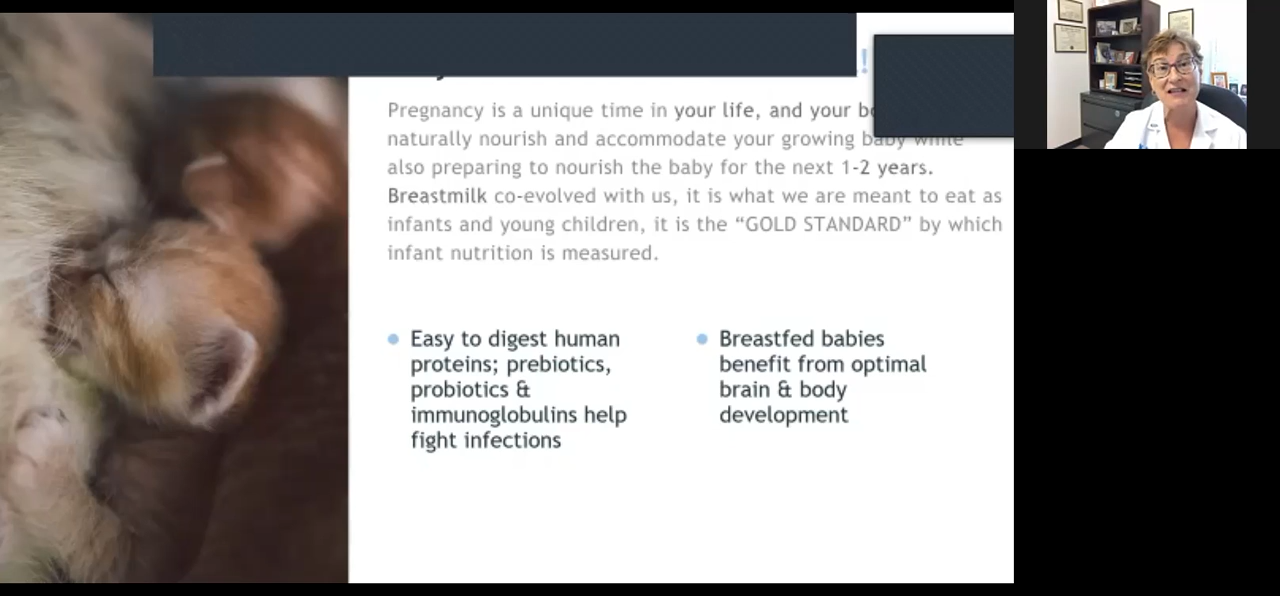 Pregnancy is a unique time in your life, and your
naturally nourish and accommodate your growing baby while
also preparing to nourish the baby for the next 1-2 years.
Breastmilk co-evolved with us, it is what we are meant to eat as
infants and young children, it is the “GOLD STANDARD” by which
infant nutrition is measured.
Easy to digest human
proteins; prebiotics,
probiotics &
immunoglobulins help
fight infections
Breastfed babies
benefit from optimal
brain & body
development